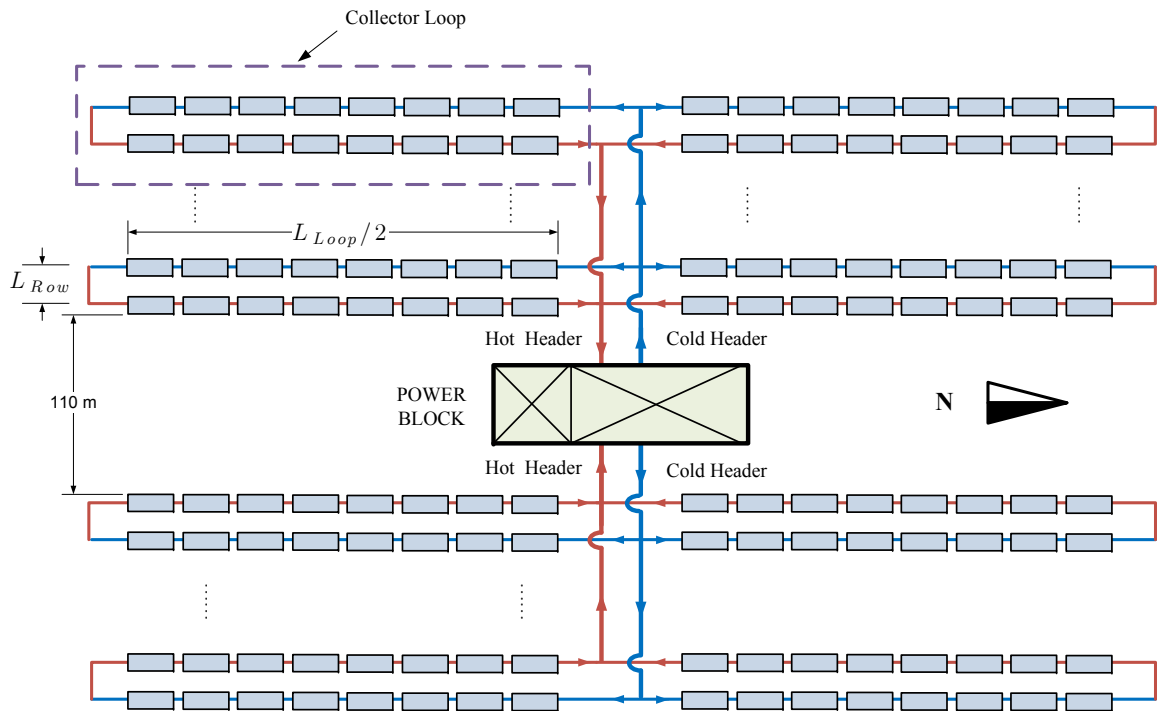 Collector Loop
L Loop/2
L Row
Hot Header
Cold Header
POWER
BLOCK
N
110 m
Hot Header
Cold Header